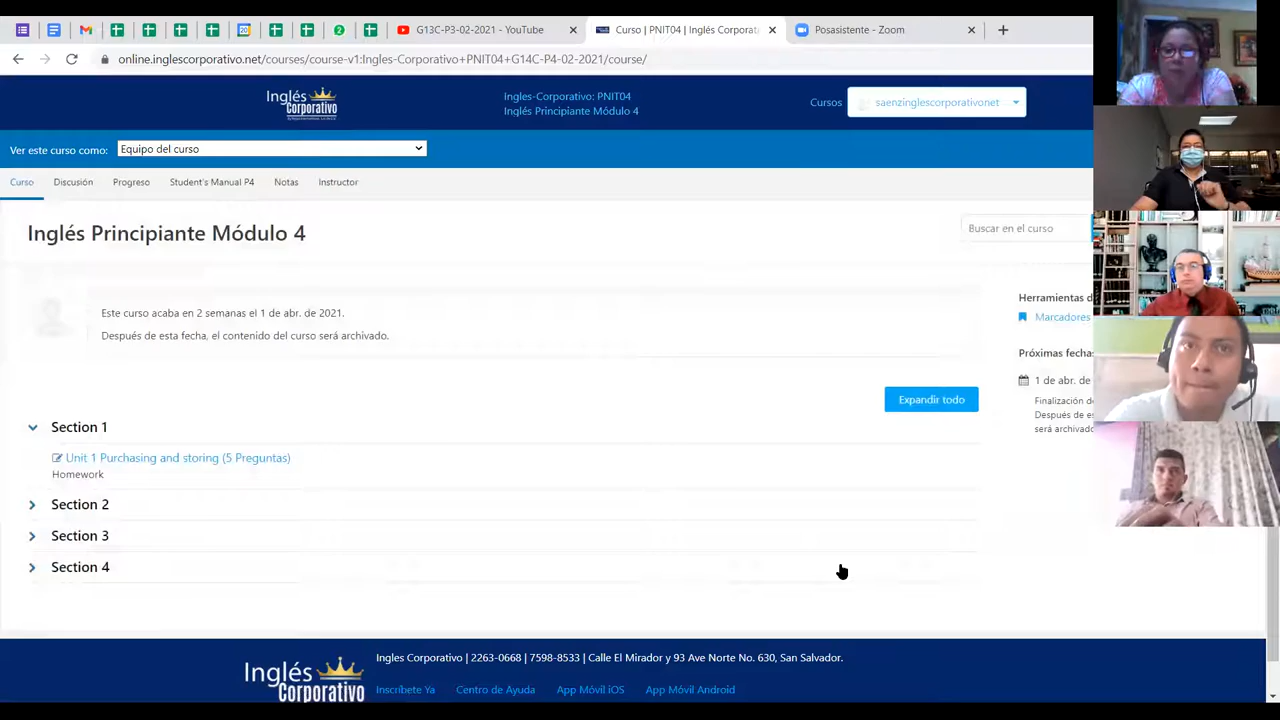 G13C-P3-02-2021 - YouTube
Curso | PNIT04 | Inglés Corporat
Posasistente - Zoom
online.inglescorporativo.net/courses/course-v1:Ingles-Corporativo+PNIT04+G14C-P4-02-2021/course/
Inglés
Corporativo
Ingles-Corporativo: PNIT04
Inglés Principiante Módulo 4
Cursos
saenzinglescorporativonet
Ver este curso como:
Equipo del curso
Curso
Discusión
Progreso
Student's Manual P4
Notas
Instructor
Inglés Principiante Módulo 4
Buscar en el curso
Este curso acaba en 2 semanas el 1 de abr. de 2021.
Después de esta fecha, el contenido del curso será archivado.
Herramientas d
Marcadores
Próximas fecha
1 de abr. de
Finalización de
Después de es
será archivado
Expandir todo
Section 1
Unit 1 Purchasing and storing (5 Preguntas)
Homework
Section 2
Section 3
Section 4
Inglés
Corporativo
Ingles Corporativo | 2263-0668 | 7598-8533 | Calle El Mirador y 93 Ave Norte No. 630, San Salvador.
Inscríbete Ya
Centro de Ayuda
App Móvil iOS
App Móvil Android